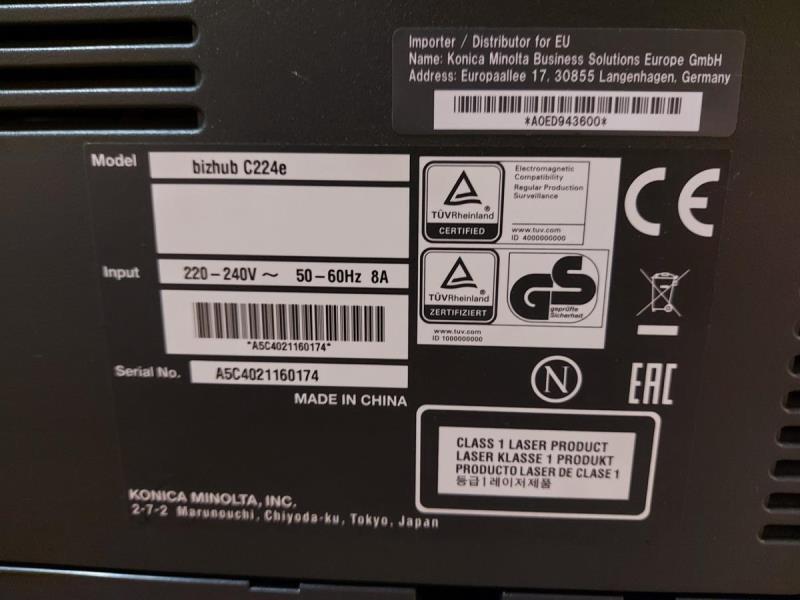 Importer / Distributor for EU
Name: Konica Minolta Business Solutions Europe GmbH
Address: Europaallee 17, 30855 Langenhagen, Germany
*A0ED943600*
Model bizhub C224e
Input 220-240V ~ 50-60Hz 8A
*A5C4021160174*
Serial No. A5C4021160174
MADE IN CHINA
TÜVRheinland®
CERTIFIED
Electromagnetic
Compatibility
Regular Production
Surveillance
www.tuv.com
ID 4000000000
TÜVRheinland
ZERTIFIZIERT
www.tuv.com
ID 1000000000
GS
geprüfte
Sicherheit
CE
N
EAC
CLASS 1 LASER PRODUCT
LASER KLASSE 1 PRODUKT
PRODUCTO LASER DE CLASE 1
등급 1 레이저 제품
KONICA MINOLTA, INC.
2-7-2 Marunouchi, Chiyoda-ku, Tokyo, Japan